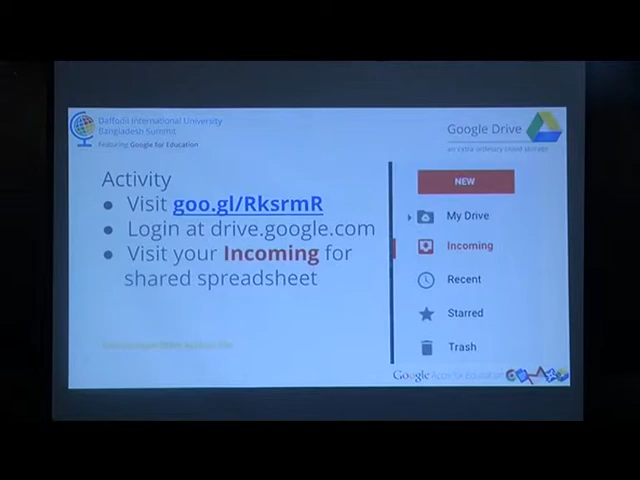 Daffodil International University
Bangladesh Summit
Featuring Google for Education
Google Drive
an extra-ordinary cloud storage
Activity
● Visit goo.gl/RksrmR
● Login at drive.google.com
● Visit your Incoming for
shared spreadsheet
NEW
My Drive
Incoming
Recent
Starred
Trash
Google Apps for Education